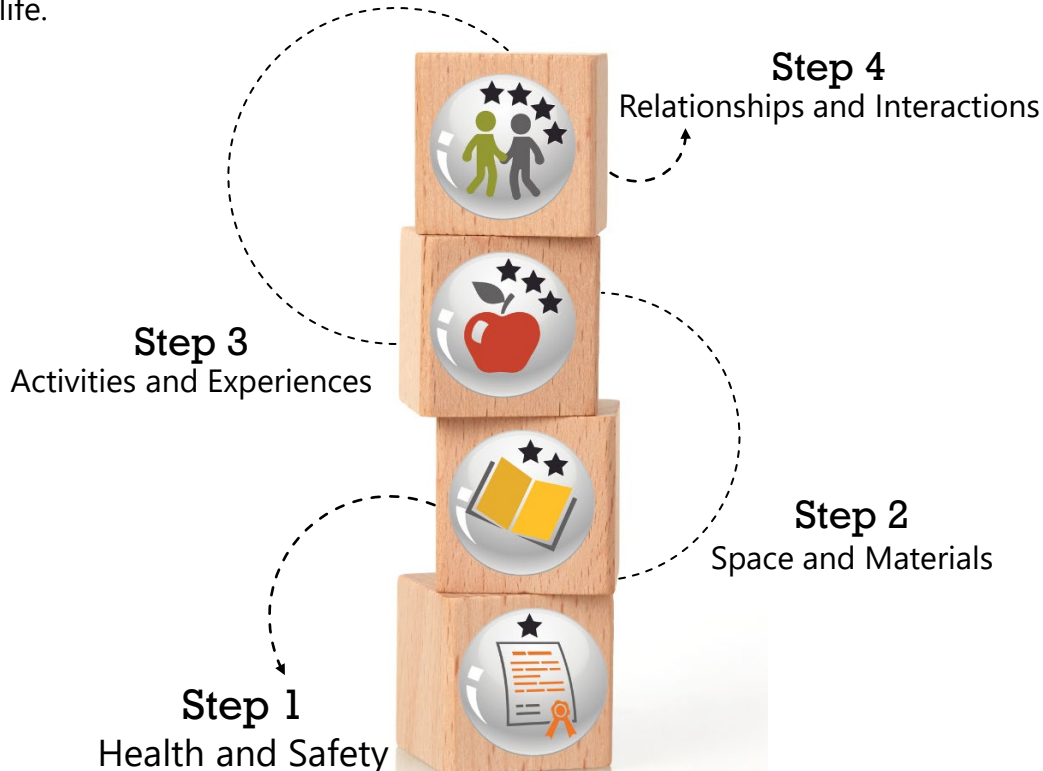 life.
Step 4
Relationships and Interactions
Step 3
Activities and Experiences
Step 2
Space and Materials
Step 1
Health and Safety